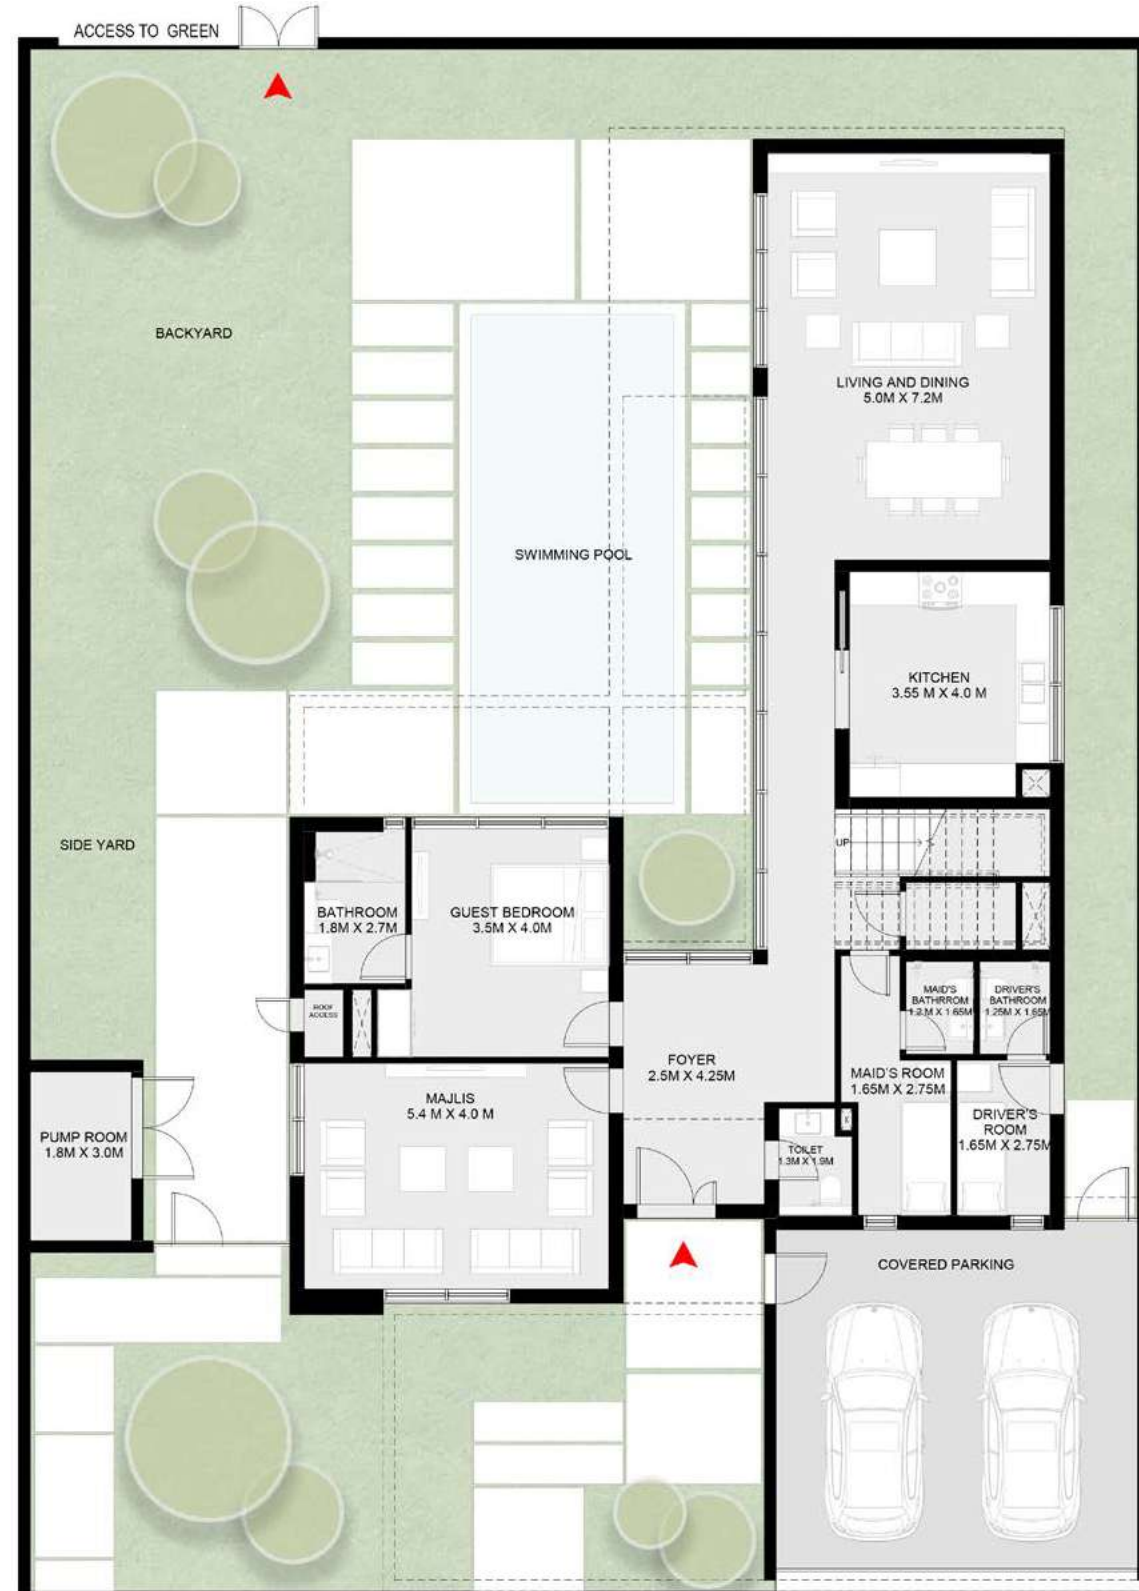 ACCESS TO GREEN
BACKYARD
LIVING AND DINING
5.0M X 7.2M
SWIMMING POOL
KITCHEN
3.55 M X 4.0 M
SIDE YARD
UP
BATHROOM
1.8M X 2.7M
GUEST BEDROOM
3.5M X 4.0M
ROOF
ACCESS
MAID'S
BATHRROM
1.2 M X 1.65M
DRIVER'S
BATHROOM
1.25M X 1.65M
FOYER
2.5M X 4.25M
MAID'S ROOM
1.65M X 2.75M
MAJLIS
5.4 M X 4.0 M
DRIVER'S
ROOM
1.65M X 2.75M
PUMP ROOM
1.8M X 3.0M
TOILET
1.3M X 1.9M
COVERED PARKING